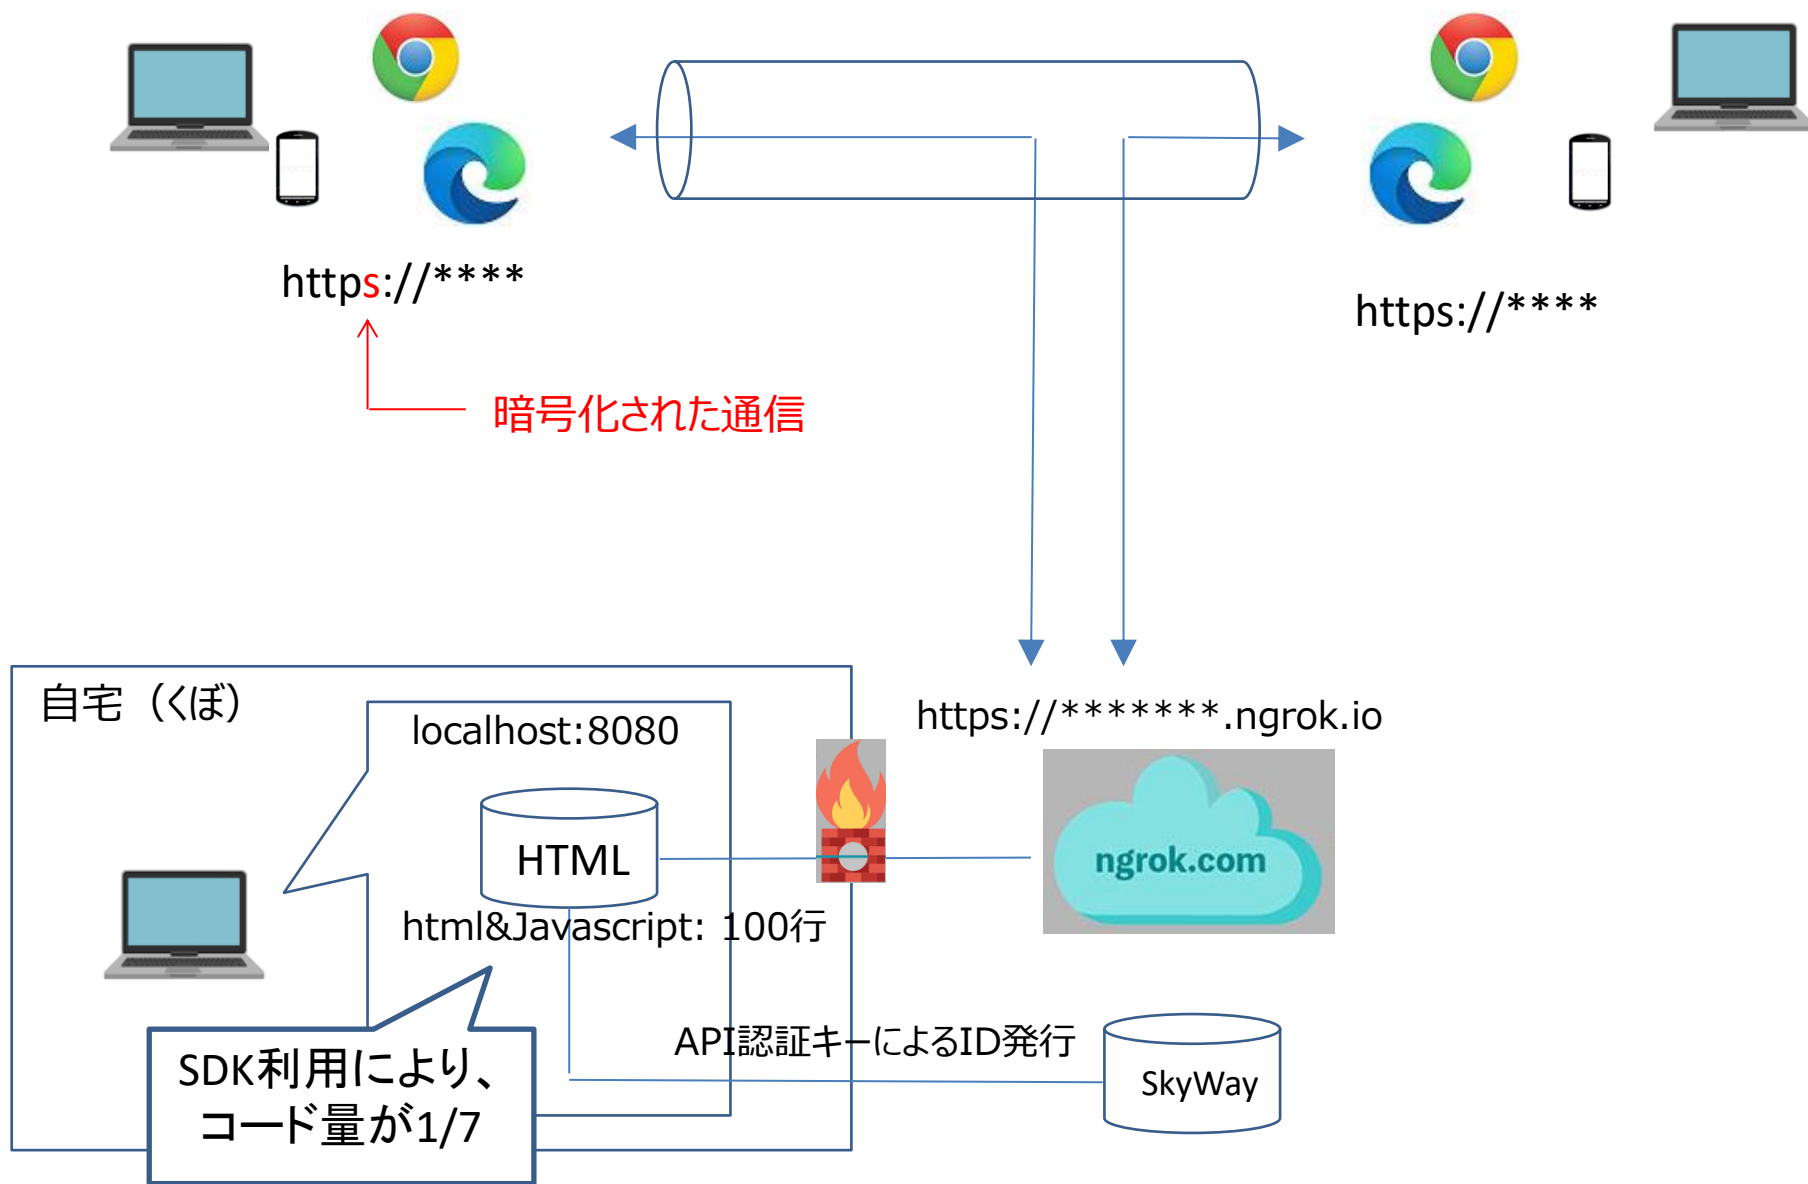 https://****
https://****
暗号化された通信
自宅（くぼ）
localhost:8080
https://*******.ngrok.io
HTML
ngrok.com
html&Javascript: 100行
API認証キーによるID発行
SDK利用により、
コード量が1/7
SkyWay